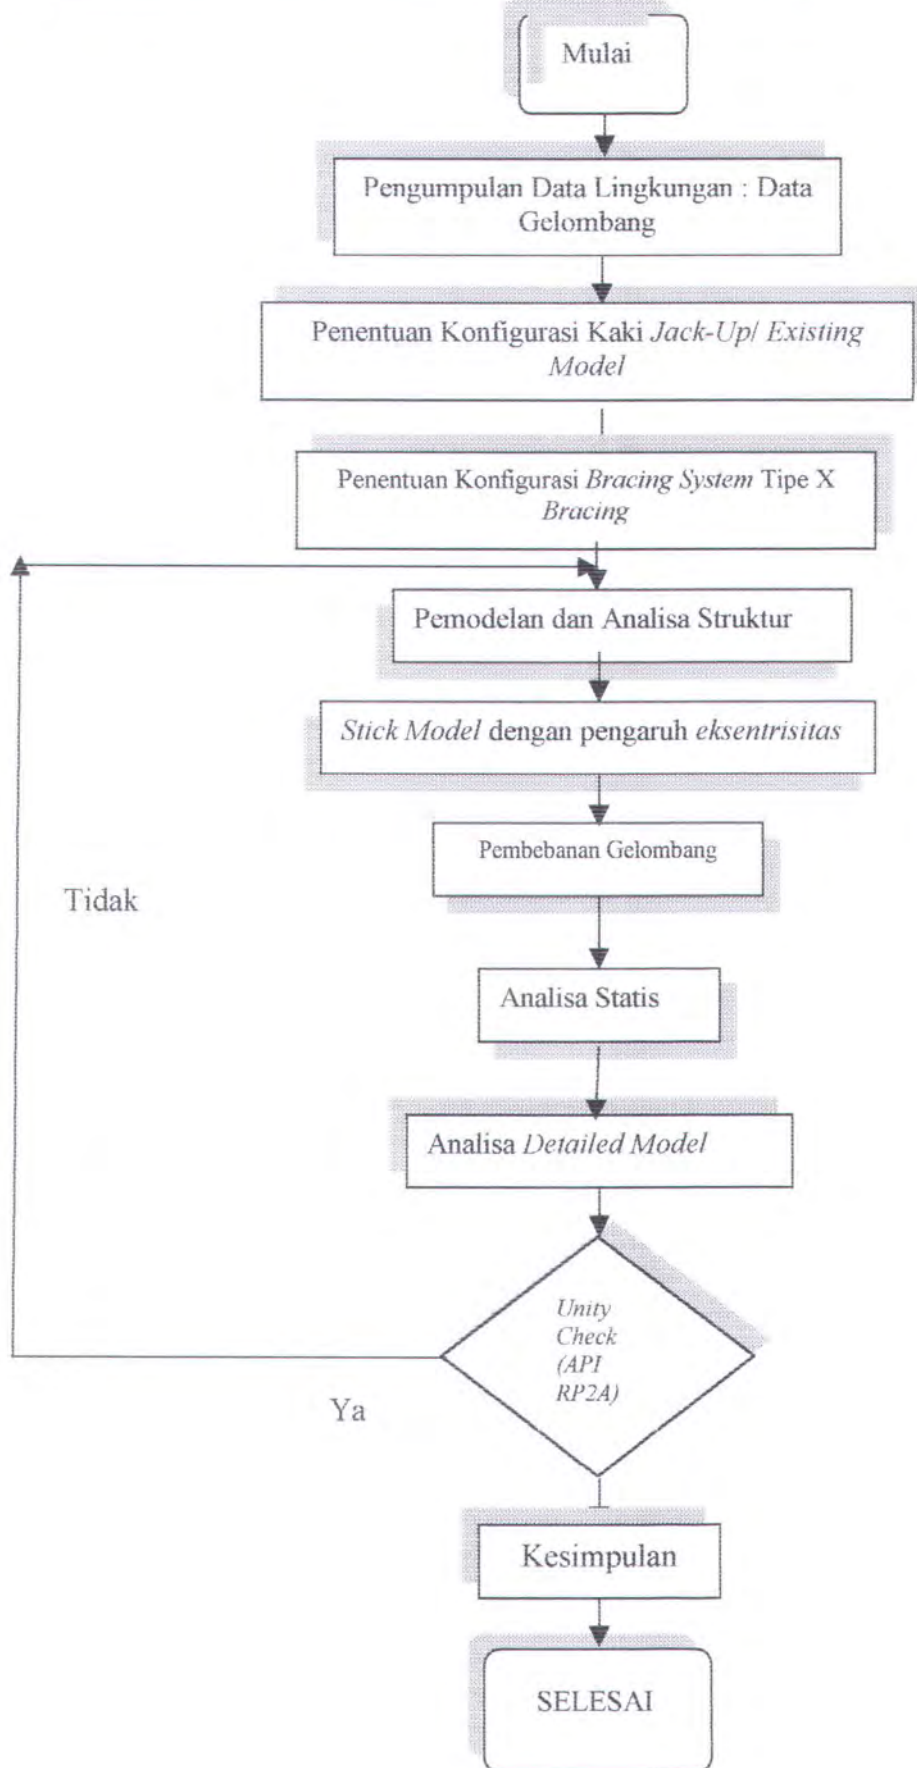 Mulai
Pengumpulan Data Lingkungan : Data
Gelombang
Penentuan Konfigurasi Kaki Jack-Up/ Existing
Model
Penentuan Konfigurasi Bracing System Tipe X
Bracing
Pemodelan dan Analisa Struktur
Stick Model dengan pengaruh eksentrisitas
Pembebanan Gelombang
Tidak
Analisa Statis
Analisa Detailed Model
Unity
Check
(API
RP2A)
Ya
Kesimpulan
SELESAI